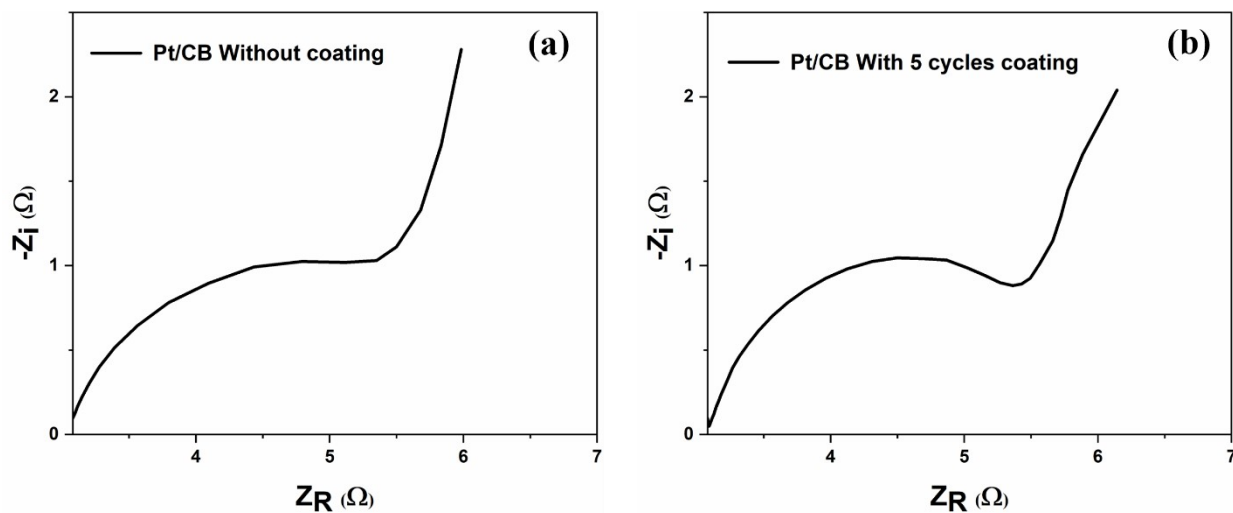 Pt/CB Without coating
(a)
2
1
0
4
5
6
7
-Zi (Ω)
ZR (Ω)
Pt/CB With 5 cycles coating
(b)
2
1
0
4
5
6
7
-Zi (Ω)
ZR (Ω)